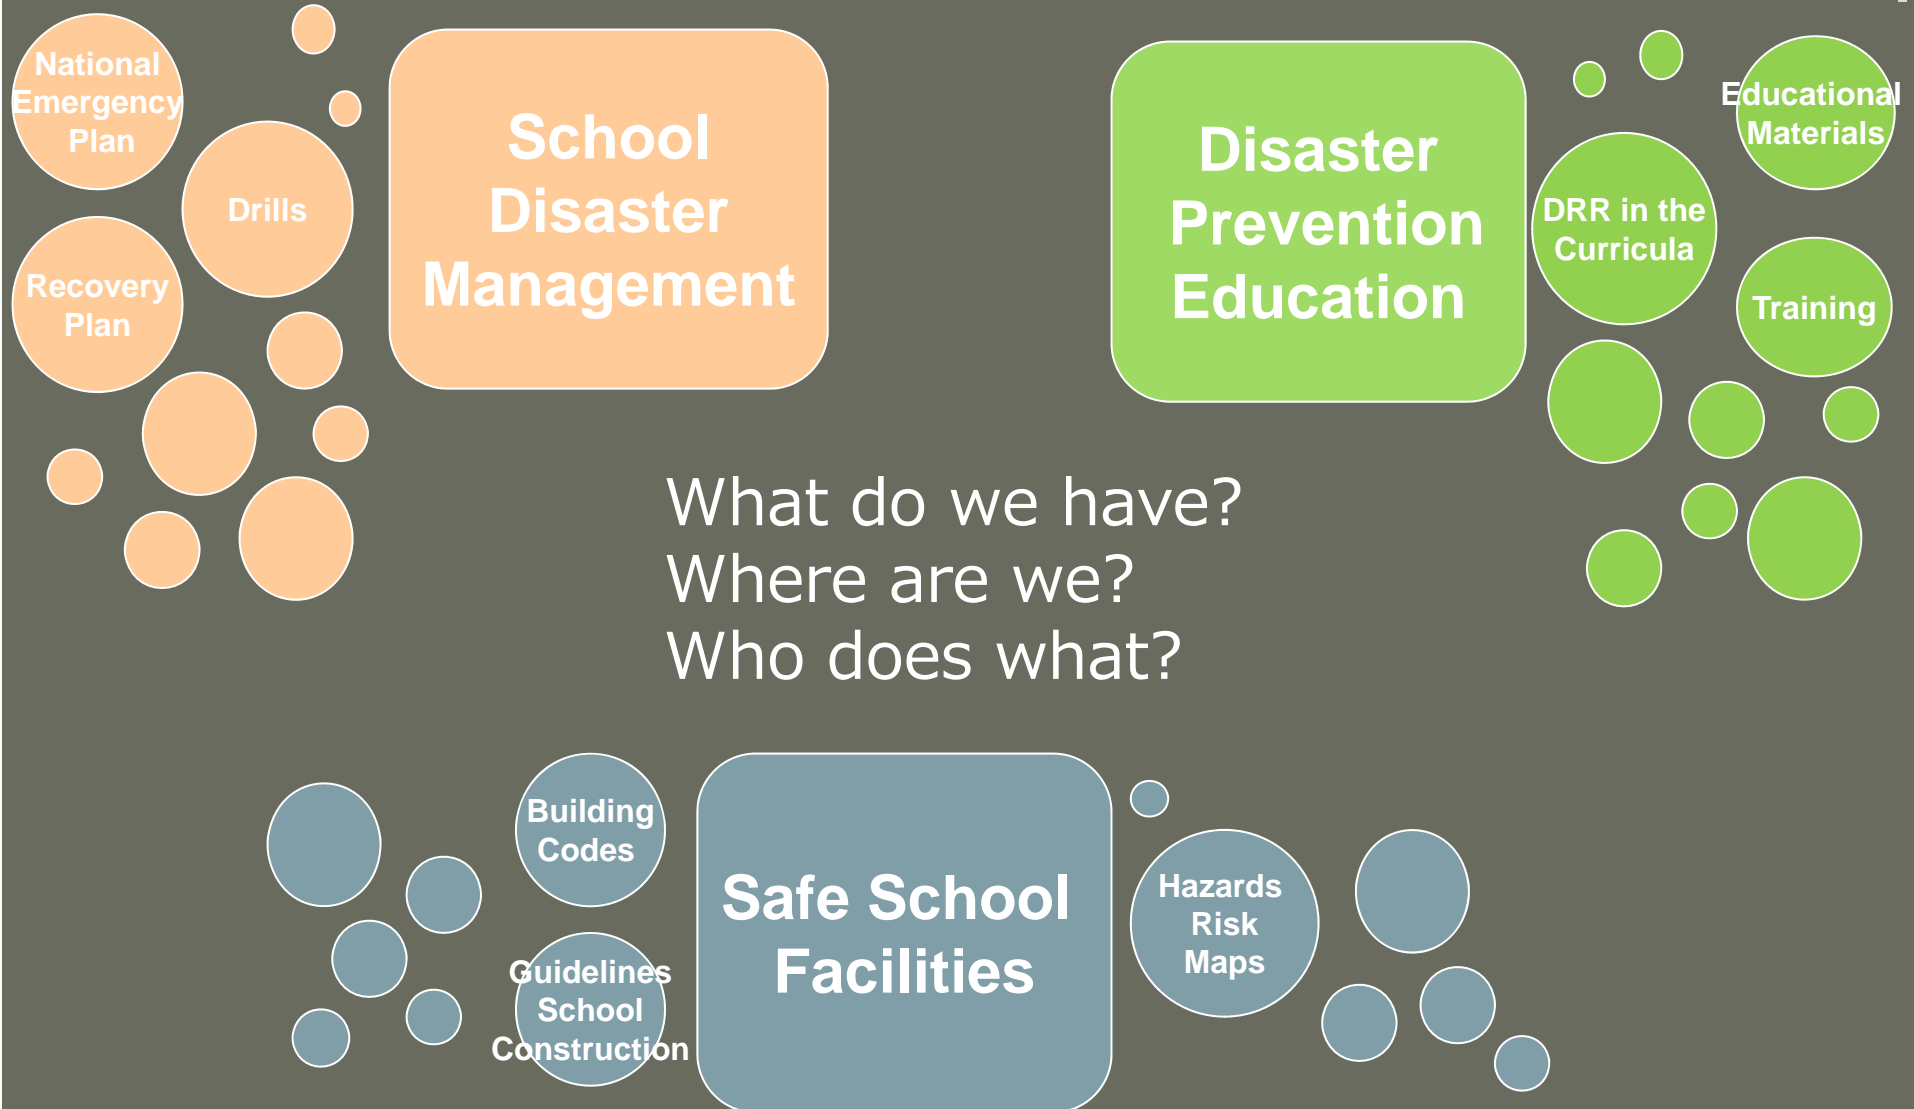 National
Emergency
Plan
Drills
Recovery
Plan
School
Disaster
Management
Disaster
Prevention
Education
Educational
Materials
DRR in the
Curricula
Training
What do we have?
Where are we?
Who does what?
Building
Codes
Guidelines
School
Construction
Safe School
Facilities
Hazards
Risk
Maps